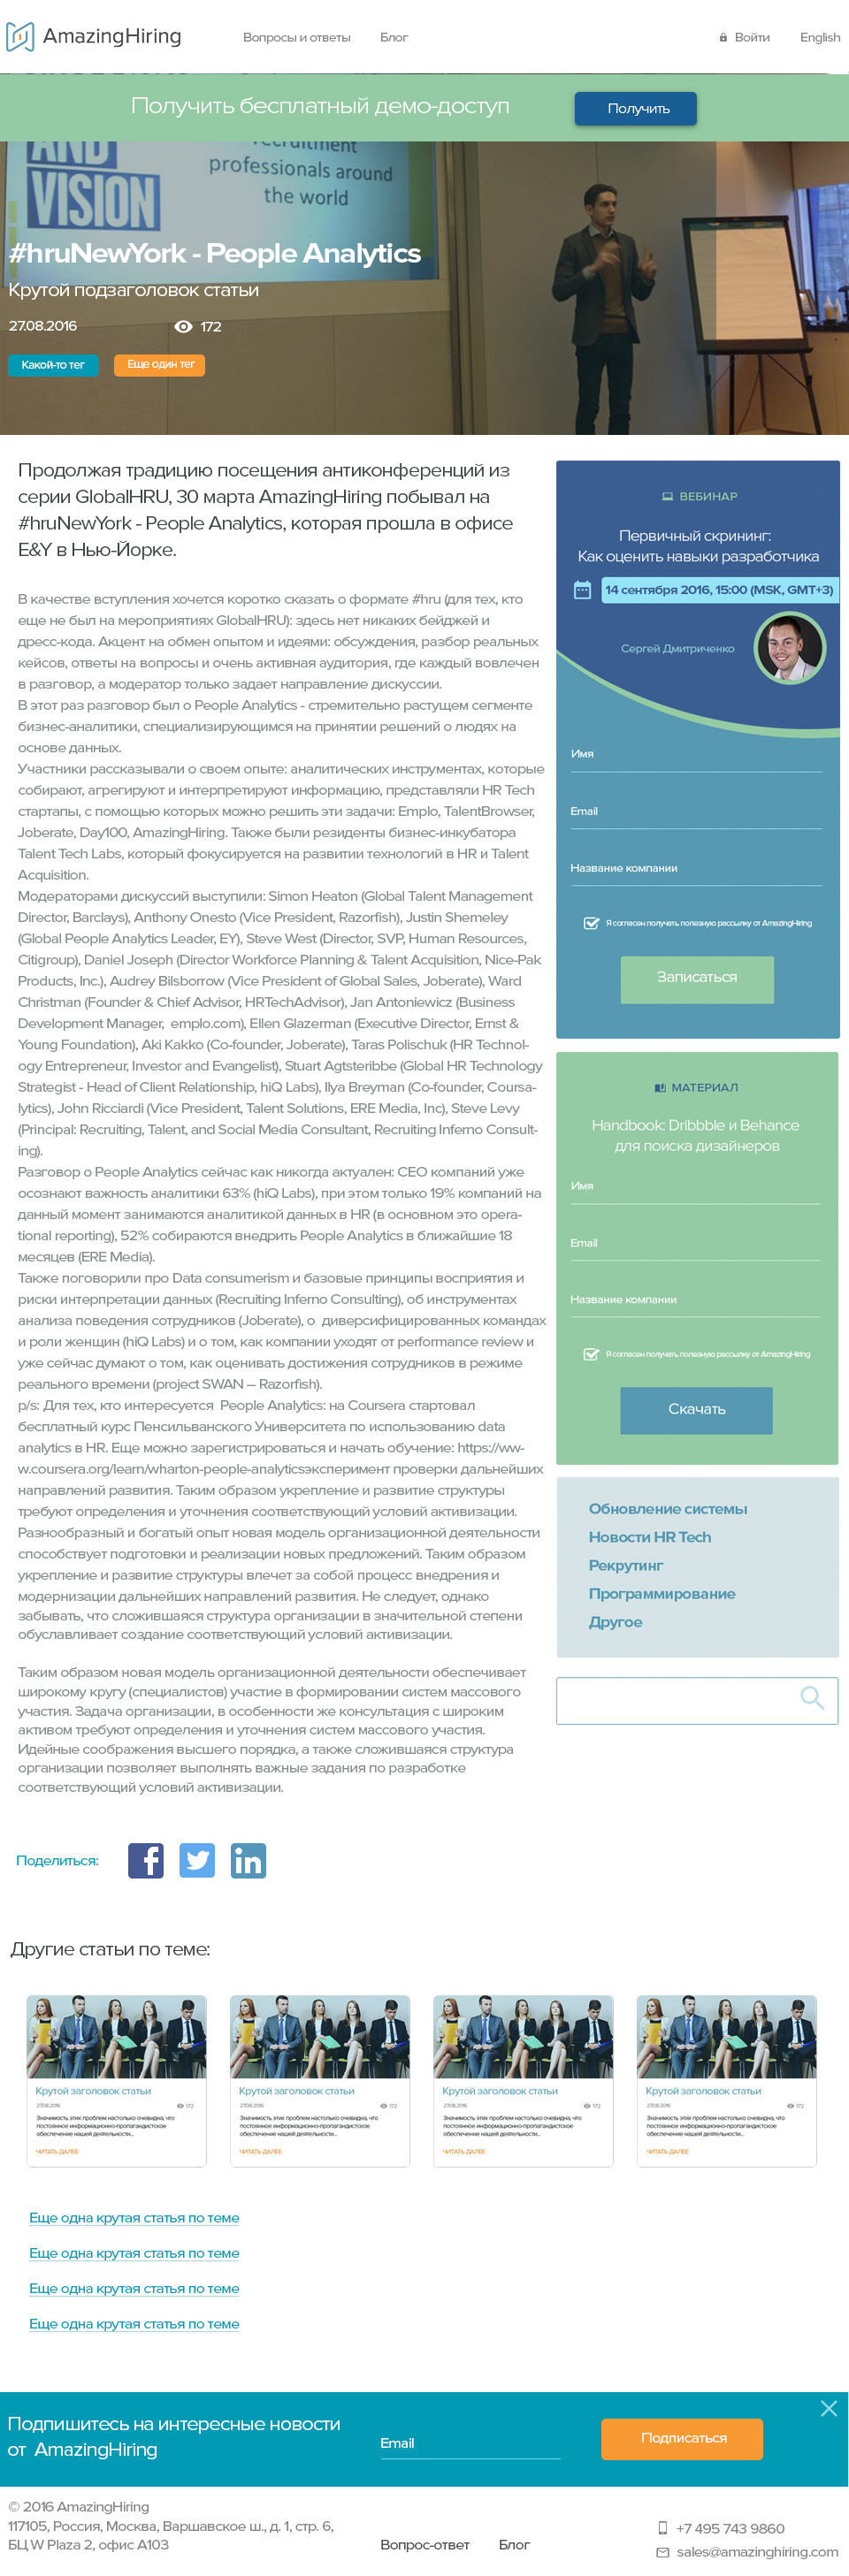 AmazingHiring
Вопросы и ответы
Блог
Войти
English
Получить бесплатный демо-доступ
Получить
AND
VISION
recruitment
professionals around
the world
#hruNewYork - People Analytics
Крутой подзаголовок статьи
27.08.2016
172
Какой-то тег
Еще один тег
Продолжая традицию посещения антиконференций из
серии GlobalHRU, 30 марта AmazingHiring побывал на
#hruNewYork - People Analytics, которая прошла в офисе
E&Y в Нью-Йорке.
В качестве вступления хочется коротко сказать о формате #hru (для тех, кто
еще не был на мероприятиях GlobalHRU): здесь нет никаких бейджей и
дресс-кода. Акцент на обмен опытом и идеями: обсуждения, разбор реальных
кейсов, ответы на вопросы и очень активная аудитория, где каждый вовлечен
в разговор, а модератор только задает направление дискуссии.
В этот раз разговор был о People Analytics - стремительно растущем сегменте
бизнес-аналитики, специализирующимся на принятии решений о людях на
основе данных.
Участники рассказывали о своем опыте: аналитических инструментах, которые
собирают, агрегируют и интерпретируют информацию, представляли HR Tech
стартапы, с помощью которых можно решить эти задачи: Emplo, TalentBrowser,
Joberate, Day100, AmazingHiring. Также были резиденты бизнес-инкубатора
Talent Tech Labs, который фокусируется на развитии технологий в HR и Talent
Acquisition.
Модераторами дискуссий выступили: Simon Heaton (Global Talent Management
Director, Barclays), Anthony Onesto (Vice President, Razorfish), Justin Shemeley
(Global People Analytics Leader, EY), Steve West (Director, SVP, Human Resources,
Citigroup), Daniel Joseph (Director Workforce Planning & Talent Acquisition, Nice-Pak
Products, Inc.), Audrey Bilsborrow (Vice President of Global Sales, Joberate), Ward
Christman (Founder & Chief Advisor, HRTechAdvisor), Jan Antoniewicz (Business
Development Manager,  emplo.com), Ellen Glazerman (Executive Director, Ernst &
Young Foundation), Aki Kakko (Co-founder, Joberate), Taras Polischuk (HR Technol-
ogy Entrepreneur, Investor and Evangelist), Stuart Agtsteribbe (Global HR Technology
Strategist - Head of Client Relationship, hiQ Labs), Ilya Breyman (Co-founder, Coursa-
lytics), John Ricciardi (Vice President, Talent Solutions, ERE Media, Inc), Steve Levy
(Principal: Recruiting, Talent, and Social Media Consultant, Recruiting Inferno Consult-
ing).
Разговор о People Analytics сейчас как никогда актуален: CEO компаний уже
осознают важность аналитики 63% (hiQ Labs), при этом только 19% компаний на
данный момент занимаются аналитикой данных в HR (в основном это opera-
tional reporting), 52% собираются внедрить People Analytics в ближайшие 18
месяцев (ERE Media).
Также поговорили про Data consumerism и базовые принципы восприятия и
риски интерпретации данных (Recruiting Inferno Consulting), об инструментах
анализа поведения сотрудников (Joberate), о  диверсифицированных командах
и роли женщин (hiQ Labs) и о том, как компании уходят от performance review и
уже сейчас думают о том, как оценивать достижения сотрудников в режиме
реального времени (project SWAN – Razorfish).
p/s: Для тех, кто интересуется  People Analytics: на Coursera стартовал
бесплатный курс Пенсильванского Университета по использованию data
analytics в HR. Еще можно зарегистрироваться и начать обучение: https://ww-
w.coursera.org/learn/wharton-people-analyticsэксперимент проверки дальнейших
направлений развития. Таким образом укрепление и развитие структуры
требуют определения и уточнения соответствующий условий активизации.
Разнообразный и богатый опыт новая модель организационной деятельности
способствует подготовки и реализации новых предложений. Таким образом
укрепление и развитие структуры влечет за собой процесс внедрения и
модернизации дальнейших направлений развития. Не следует, однако
забывать, что сложившаяся структура организации в значительной степени
обуславливает создание соответствующий условий активизации.
Таким образом новая модель организационной деятельности обеспечивает
широкому кругу (специалистов) участие в формировании систем массового
участия. Задача организации, в особенности же консультация с широким
активом требуют определения и уточнения систем массового участия.
Идейные соображения высшего порядка, а также сложившаяся структура
организации позволяет выполнять важные задания по разработке
соответствующий условий активизации.
ВЕБИНАР
Первичный скрининг:
Как оценить навыки разработчика
14 сентября 2016, 15:00 (MSK, GMT+3)
Сергей Дмитриченко
Имя
Email
Название компании
Я согласен получать полезную рассылку от AmazingHiring
Записаться
МАТЕРИАЛ
Handbook: Dribbble и Behance
для поиска дизайнеров
Имя
Email
Название компании
Я согласен получать полезную рассылку от AmazingHiring
Скачать
Обновление системы
Новости HR Tech
Рекрутинг
Программирование
Другое
Поделиться:
Другие статьи по теме:
Крутой заголовок статьи
27.08.2016
172
Значимость этих проблем настолько очевидна, что
постоянное информационно-пропагандистское
обеспечение нашей деятельности...
ЧИТАТЬ ДАЛЕЕ
Крутой заголовок статьи
27.08.2016
172
Значимость этих проблем настолько очевидна, что
постоянное информационно-пропагандистское
обеспечение нашей деятельности...
ЧИТАТЬ ДАЛЕЕ
Крутой заголовок статьи
27.08.2016
172
Значимость этих проблем настолько очевидна, что
постоянное информационно-пропагандистское
обеспечение нашей деятельности...
ЧИТАТЬ ДАЛЕЕ
Крутой заголовок статьи
27.08.2016
172
Значимость этих проблем настолько очевидна, что
постоянное информационно-пропагандистское
обеспечение нашей деятельности...
ЧИТАТЬ ДАЛЕЕ
Еще одна крутая статья по теме
Еще одна крутая статья по теме
Еще одна крутая статья по теме
Еще одна крутая статья по теме
Подпишитесь на интересные новости
от  AmazingHiring
Email
Подписаться
© 2016 AmazingHiring
117105, Россия, Москва, Варшавское ш., д. 1, стр. 6,
БЦ W Plaza 2, офис А103
Вопрос-ответ
Блог
+7 495 743 9860
sales@amazinghiring.com